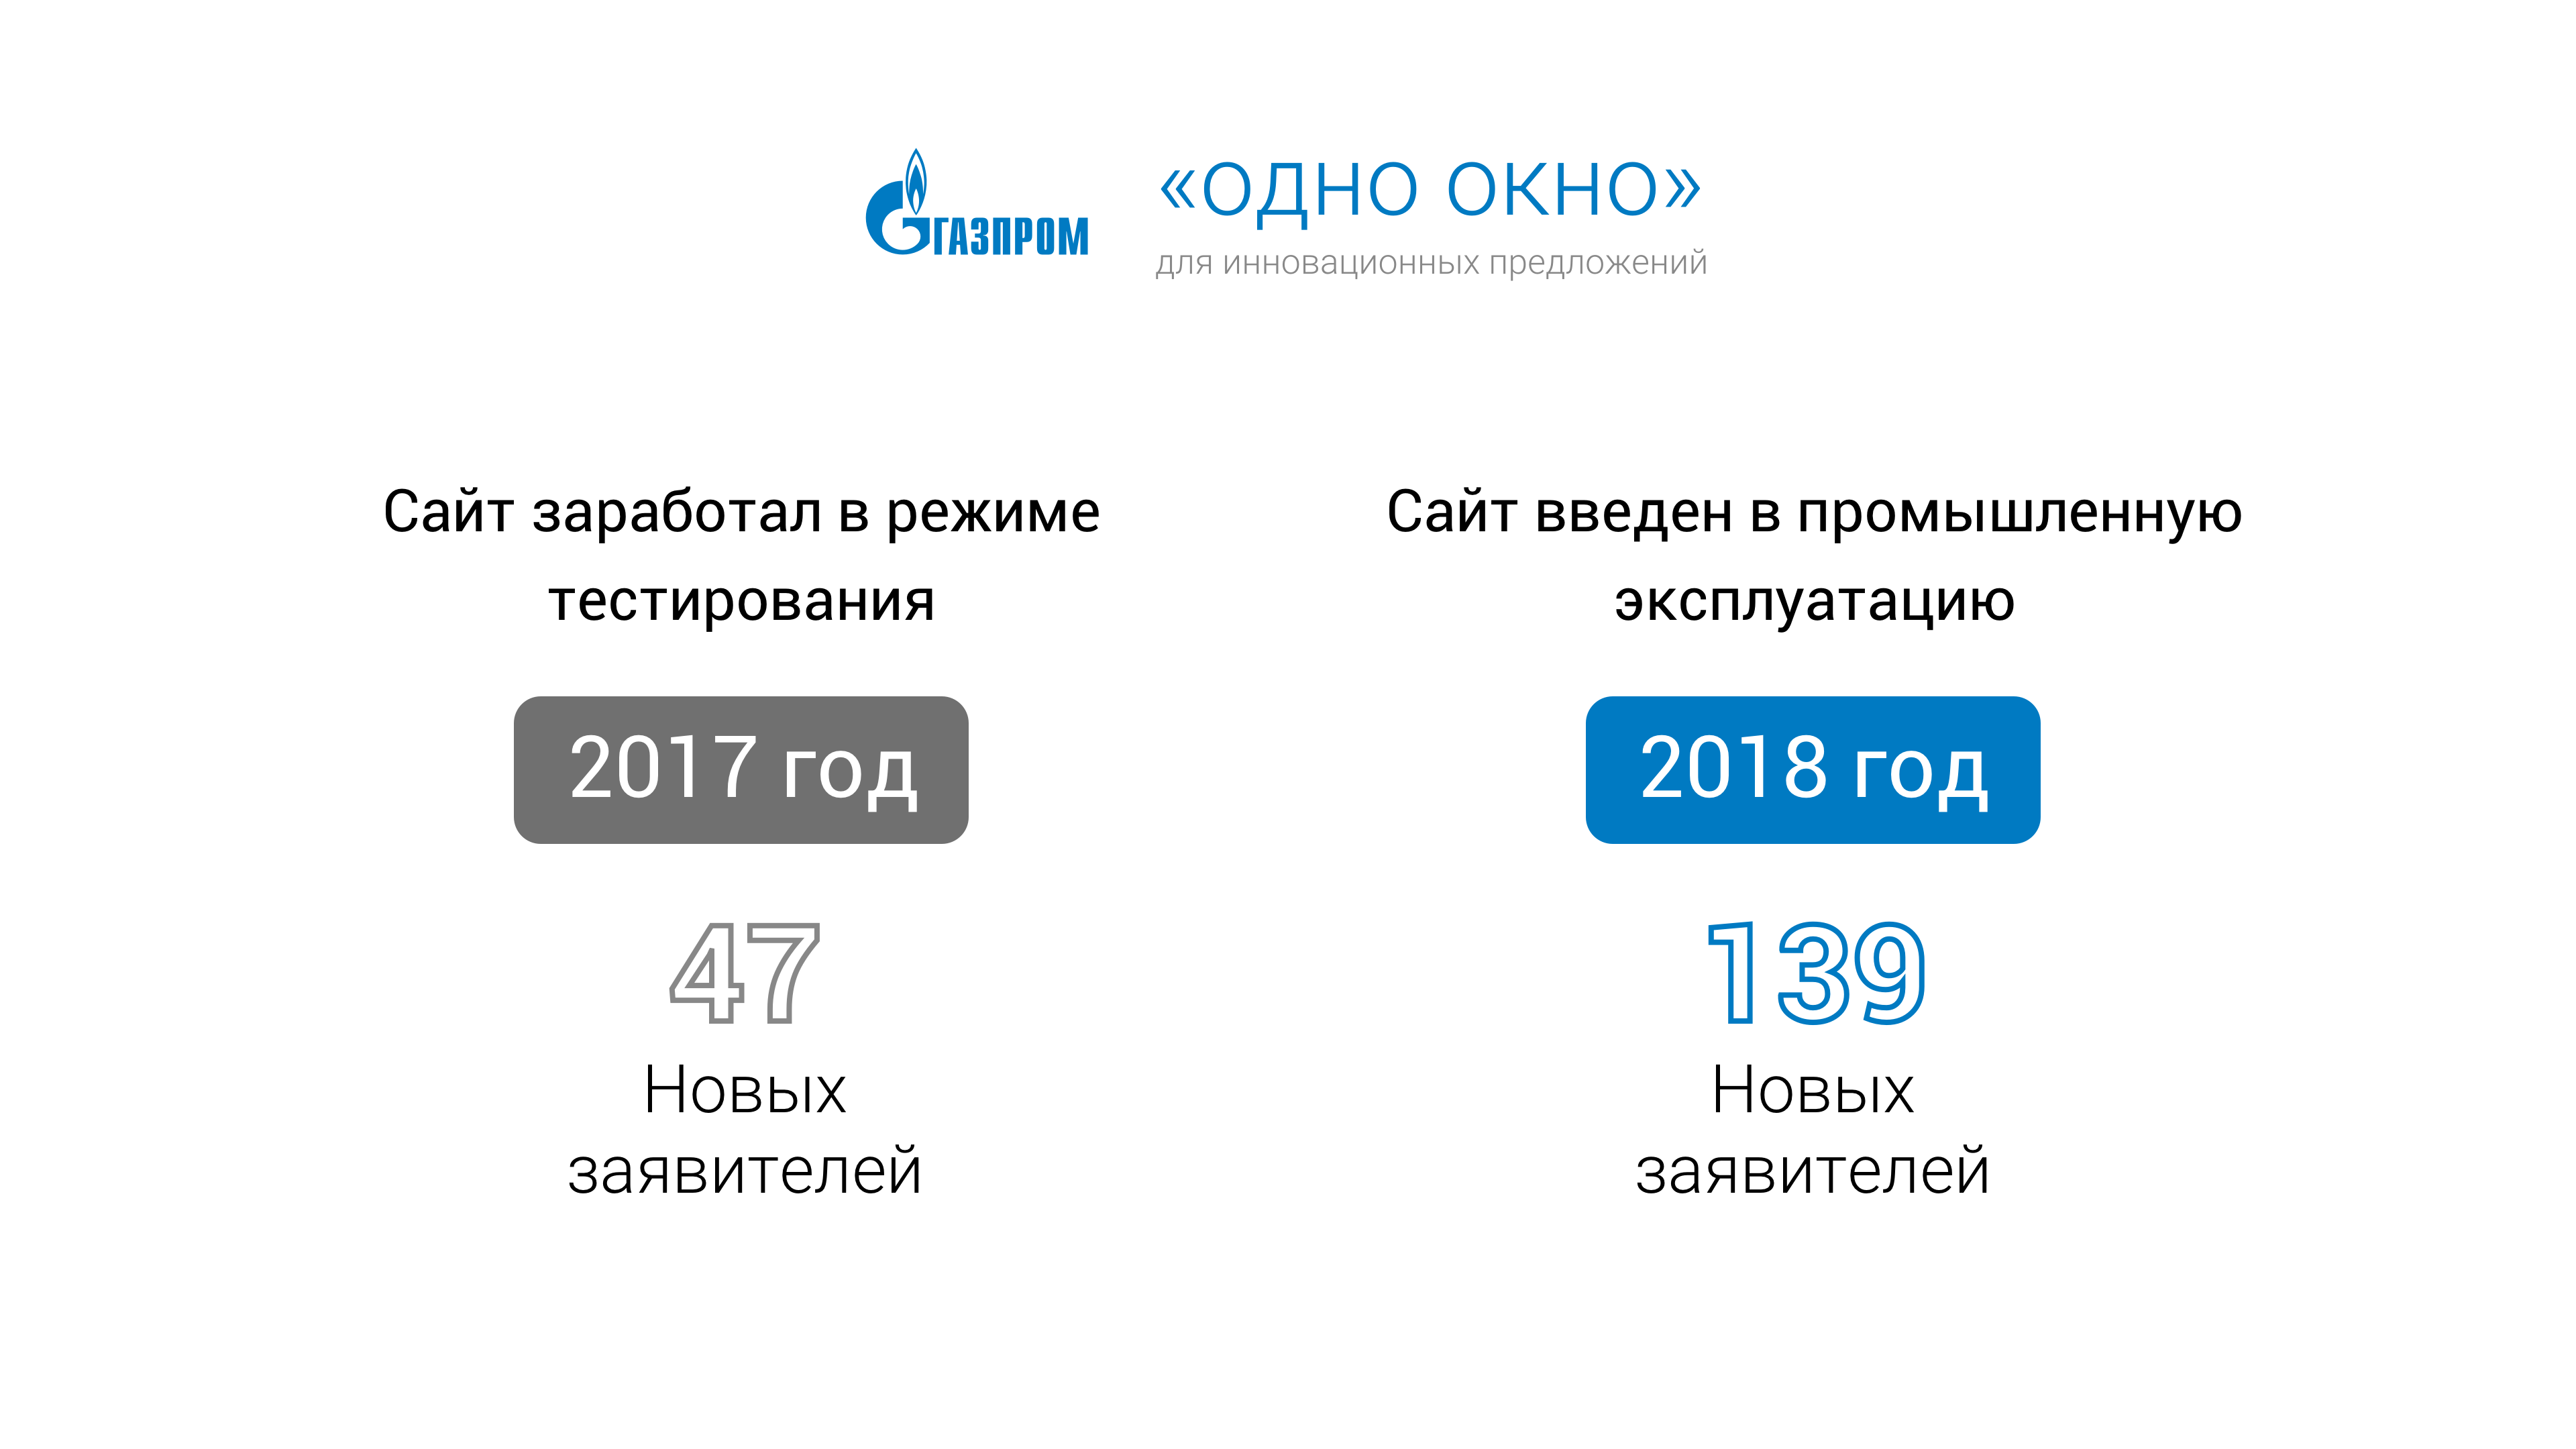 ГАЗПРОМ
«ОДНО ОКНО»
для инновационных предложений
Сайт заработал в режиме
тестирования
2017 год
47
Новых
заявителей
Сайт введен в промышленную
эксплуатацию
2018 год
139
Новых
заявителей